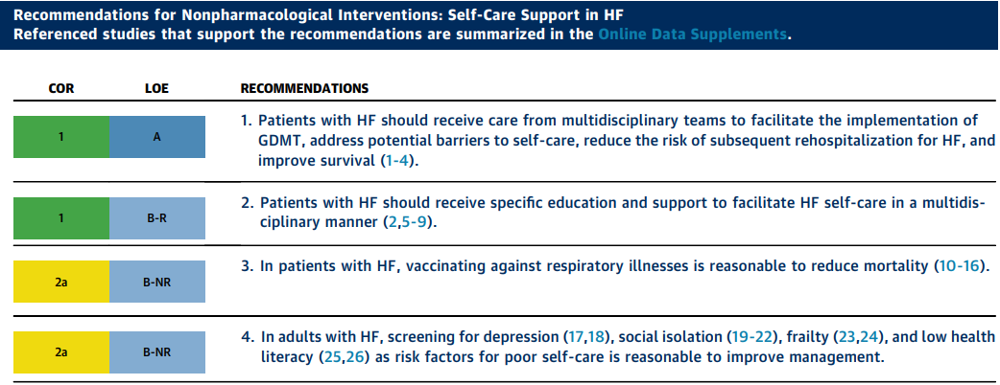 Recommendations for Nonpharmacological Interventions: Self-Care Support in HF
Referenced studies that support the recommendations are summarized in the Online Data Supplements.
COR LOE RECOMMENDATIONS
1 A 1. Patients with HF should receive care from multidisciplinary teams to facilitate the implementation of
GDMT, address potential barriers to self-care, reduce the risk of subsequent rehospitalization for HF, and
improve survival (1-4).
1 B-R 2. Patients with HF should receive specific education and support to facilitate HF self-care in a multidis-
ciplinary manner (2,5-9).
2a B-NR 3. In patients with HF, vaccinating against respiratory illnesses is reasonable to reduce mortality (10-16).
2a B-NR 4. In adults with HF, screening for depression (17,18), social isolation (19-22), frailty (23,24), and low health
literacy (25,26) as risk factors for poor self-care is reasonable to improve management.